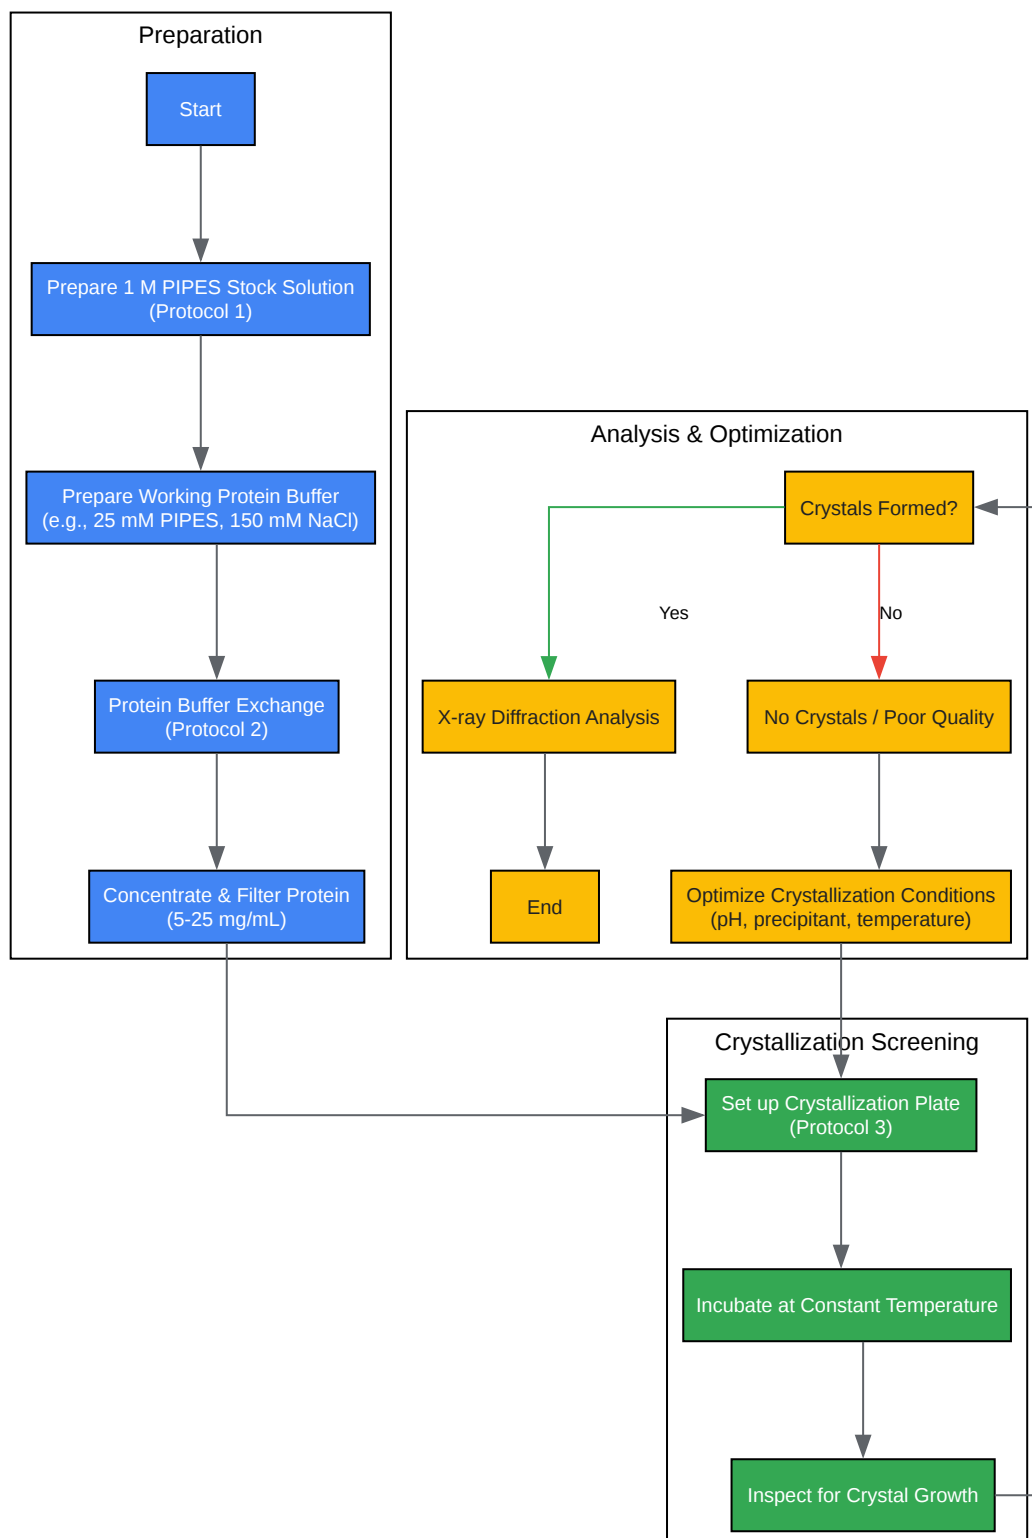 Preparation
Start
Prepare 1 M PIPES Stock Solution
(Protocol 1)
Prepare Working Protein Buffer
(e.g., 25 mM PIPES, 150 mM NaCl)
Protein Buffer Exchange
(Protocol 2)
Concentrate & Filter Protein
(5-25 mg/mL)
Analysis & Optimization
Crystals Formed?
Yes
No
X-ray Diffraction Analysis
No Crystals / Poor Quality
End
Optimize Crystallization Conditions
(pH, precipitant, temperature)
Crystallization Screening
Set up Crystallization Plate
(Protocol 3)
Incubate at Constant Temperature
Inspect for Crystal Growth